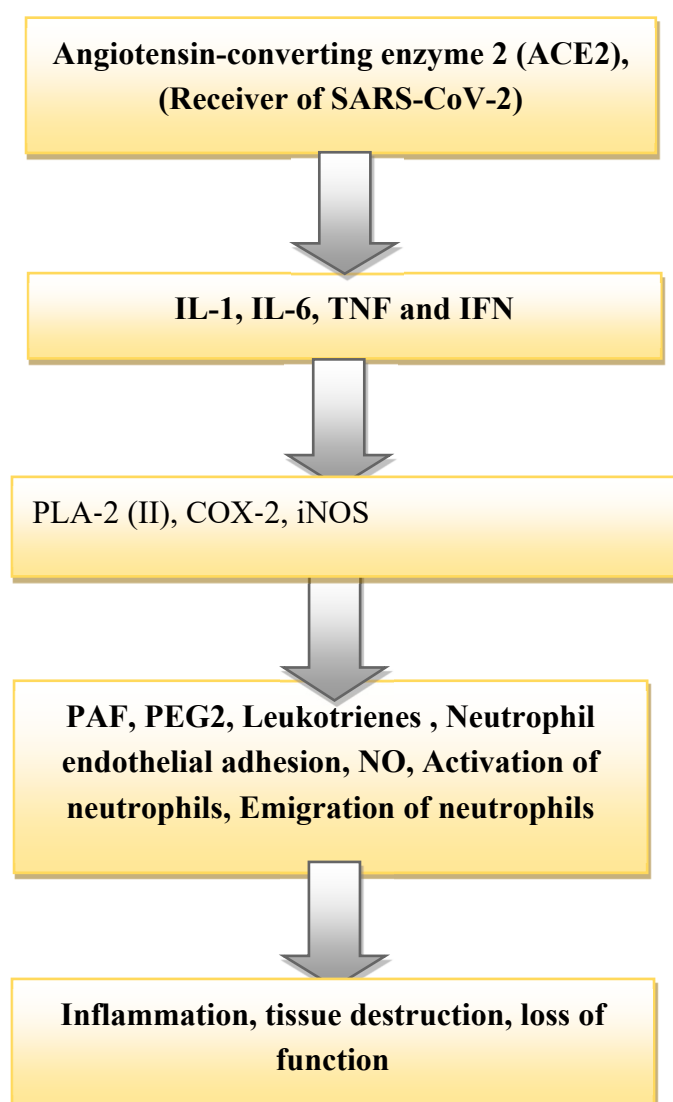 Angiotensin-converting enzyme 2 (ACE2),
(Receiver of SARS-CoV-2)
IL-1, IL-6, TNF and IFN
PLA-2 (II), COX-2, iNOS
PAF, PEG2, Leukotrienes , Neutrophil
endothelial adhesion, NO, Activation of
neutrophils, Emigration of neutrophils
Inflammation, tissue destruction, loss of
function